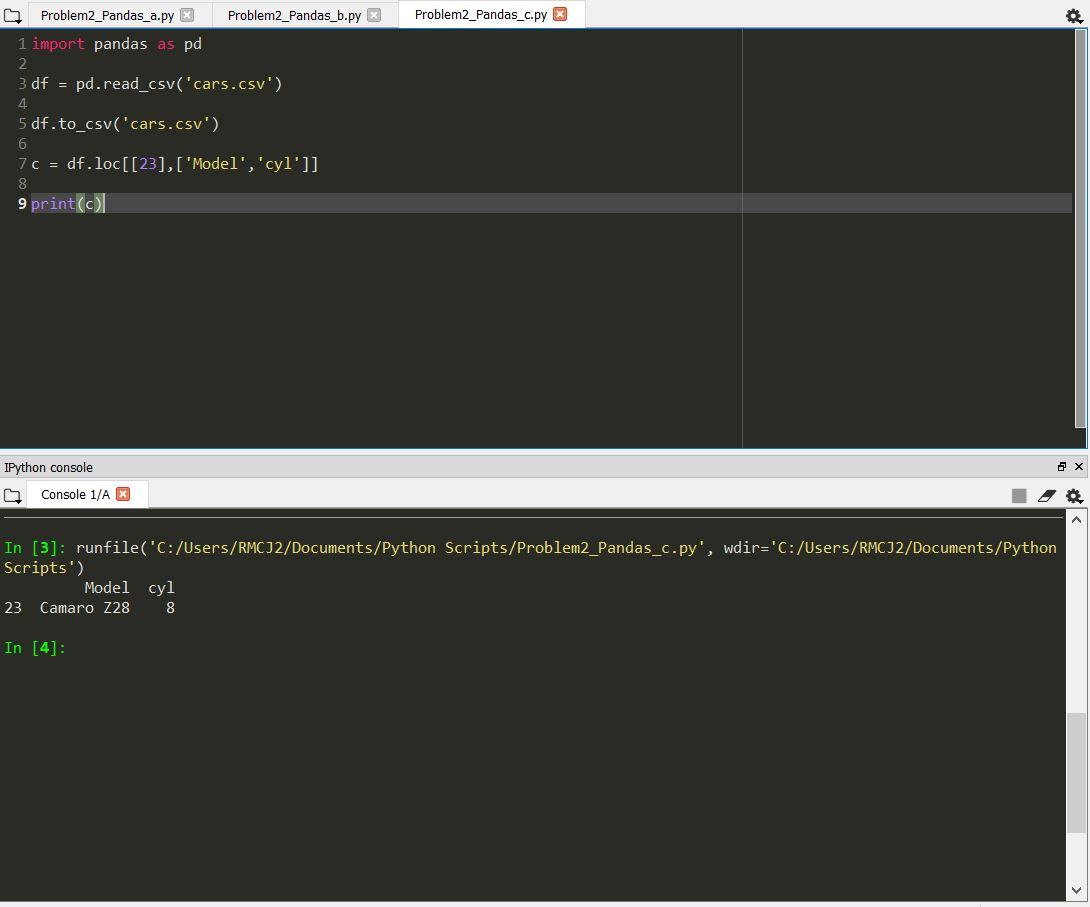 Problem2_Pandas_a.py Problem2_Pandas_b.py Problem2_Pandas_c.py
1 import pandas as pd
2
3 df = pd.read_csv('cars.csv')
4
5 df.to_csv('cars.csv')
6
7 c = df.loc[[23],['Model','cyl']]
8
9 print(c)
IPython console
Console 1/A
In [3]: runfile('C:/Users/RMCJ2/Documents/Python Scripts/Problem2_Pandas_c.py', wdir='C:/Users/RMCJ2/Documents/Python
Scripts')
         Model  cyl
23  Camaro Z28    8
In [4]: